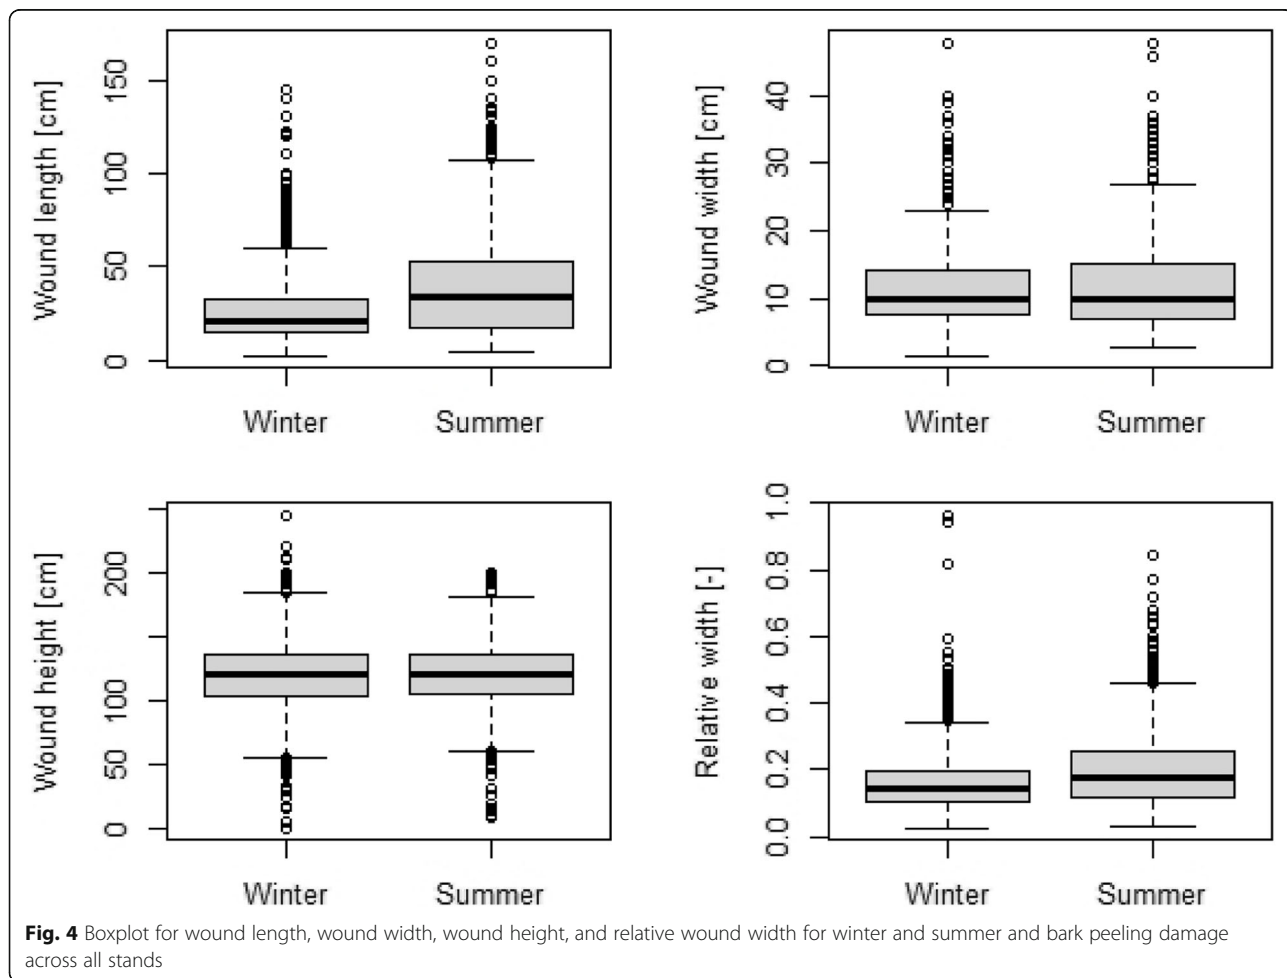 Wound length [cm]
150
100
50
0
Winter Summer
Wound width [cm]
40
30
20
10
0
Winter Summer
Wound height [cm]
200
100
50
0
Winter Summer
Relative width [-]
1.0
0.8
0.6
0.4
0.2
0.0
Winter Summer
Fig. 4 Boxplot for wound length, wound width, wound height, and relative wound width for winter and summer and bark peeling damage
across all stands